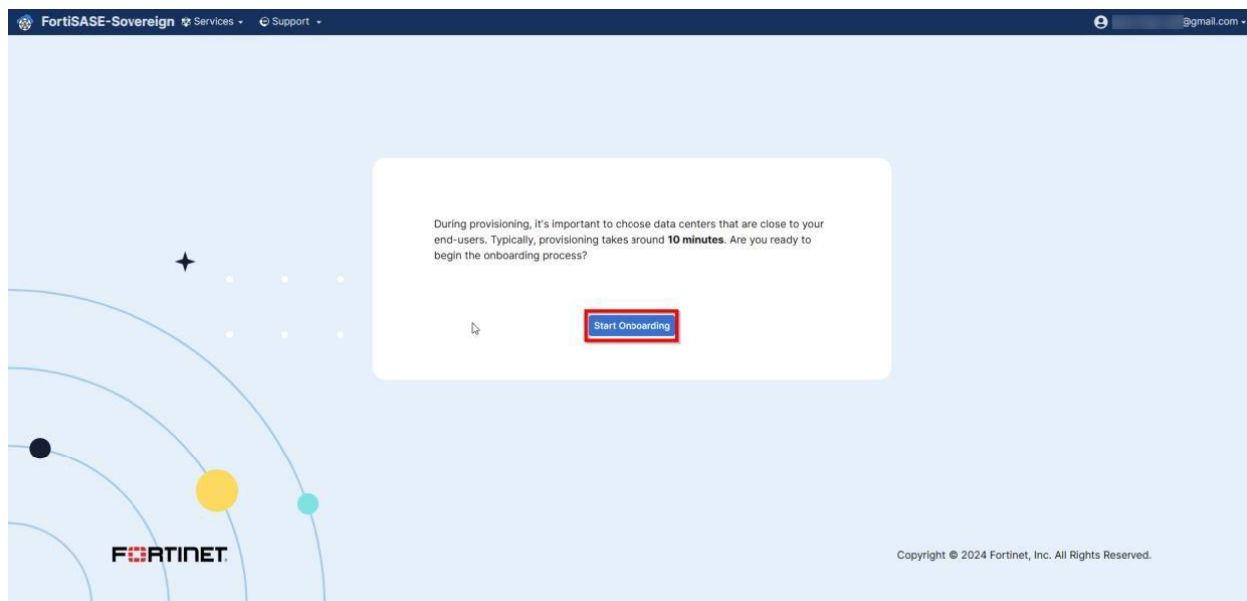 FortiSASE-Sovereign Services Support @gmail.com
During provisioning, it's important to choose data centers that are close to your
end-users. Typically, provisioning takes around 10 minutes. Are you ready to
begin the onboarding process?
Start Onboarding
FORTINET
Copyright © 2024 Fortinet, Inc. All Rights Reserved.